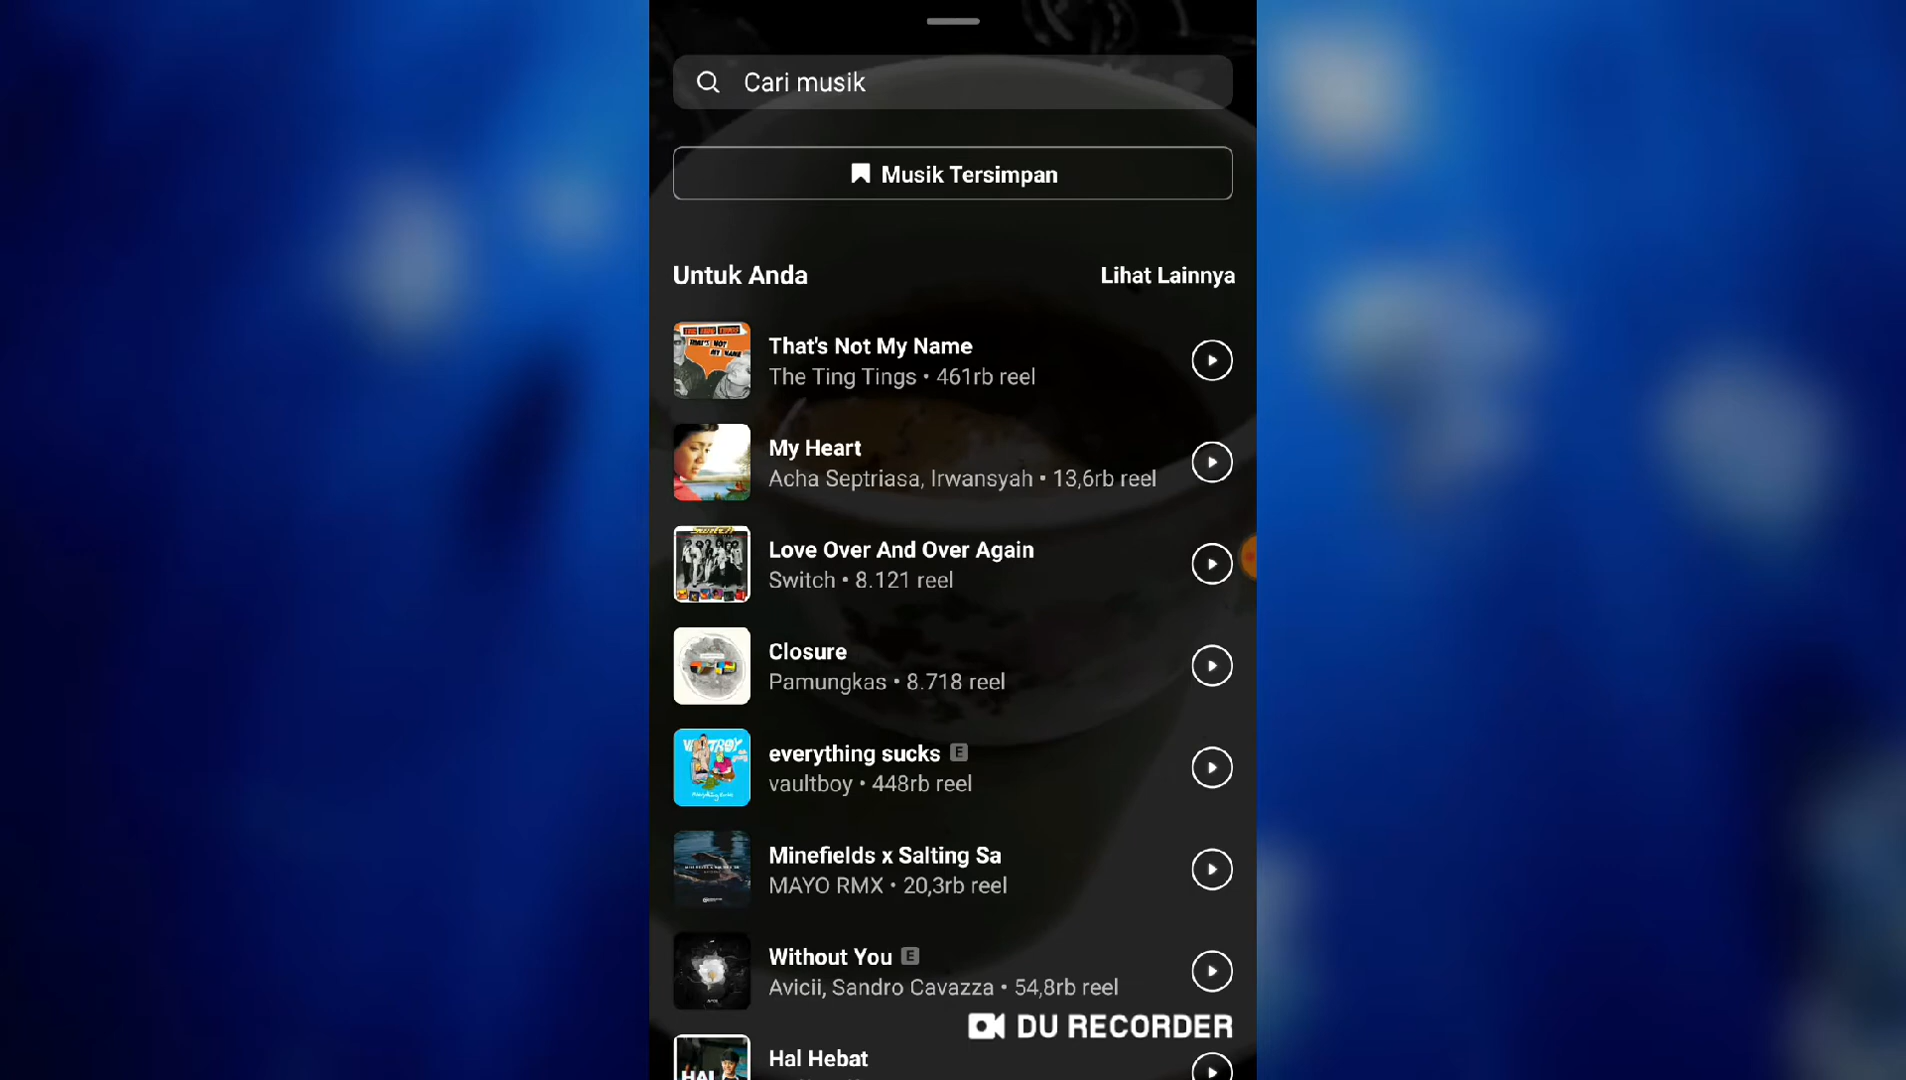 Cari musik
Musik Tersimpan
Untuk Anda
Lihat Lainnya
That's Not My Name
The Ting Tings • 461rb reel
My Heart
Acha Septriasa, Irwansyah • 13,6rb reel
Love Over And Over Again
Switch • 8.121 reel
Closure
Pamungkas • 8.718 reel
everything sucks E
vaultboy • 448rb reel
Minefields x Salting Sa
MAYO RMX • 20,3rb reel
Without You E
Avicii, Sandro Cavazza • 54,8rb reel
DU RECORDER
Hal Hebat
HAL